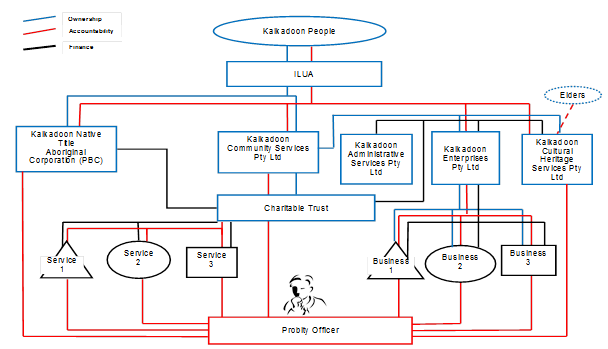 Ownership
Accountability
Finance
Kalkadoon People
ILUA
Elders
Kalkadoon Native
Title
Aboriginal
Corporation (PBC)
Kalkadoon
Community Services
Pty Ltd
Kalkadoon
Administrative
Services Pty
Ltd
Kalkadoon
Enterprises
Pty Ltd
Kalkadoon
Cultural
Heritage
Services Pty
Ltd
Charitable Trust
Service
1
Service
2
Service
3
Business
1
Business
2
Business
3
Probity Officer